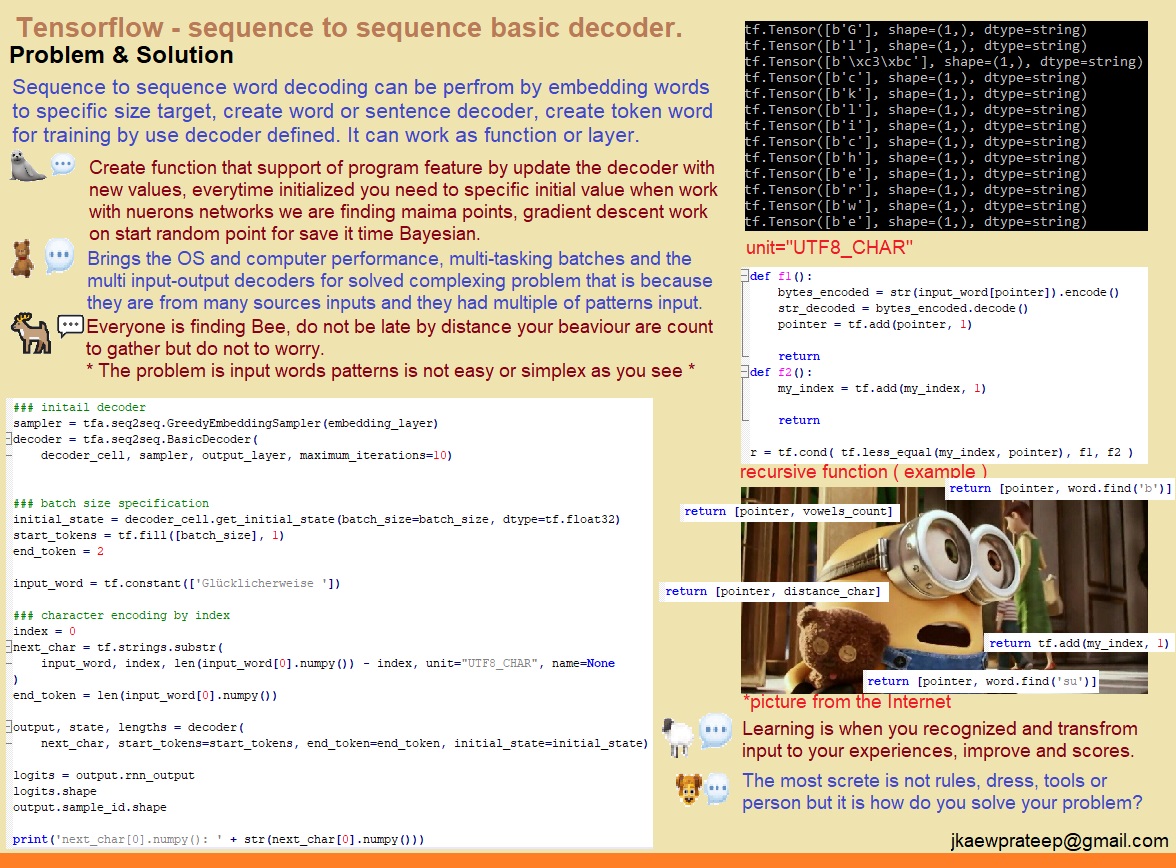 Tensorflow - sequence to sequence basic decoder.
Problem & Solution
Sequence to sequence word decoding can be perfrom by embedding words
to specific size target, create word or sentence decoder, create token word
for training by use decoder defined. It can work as function or layer.
Create function that support of program feature by update the decoder with
new values, everytime initialized you need to specific initial value when work
with nuerons networks we are finding maima points, gradient descent work
on start random point for save it time Bayesian.
Brings the OS and computer performance, multi-tasking batches and the
multi input-output decoders for solved complexing problem that is because
they are from many sources inputs and they had multiple of patterns input.
Everyone is finding Bee, do not be late by distance your beaviour are count
to gather but do not to worry.
* The problem is input words patterns is not easy or simplex as you see *
### initail decoder
sampler = tfa.seq2seq.GreedyEmbeddingSampler(embedding_layer)
decoder = tfa.seq2seq.BasicDecoder(
    decoder_cell, sampler, output_layer, maximum_iterations=10)
### batch size specification
initial_state = decoder_cell.get_initial_state(batch_size=batch_size, dtype=tf.float32)
start_tokens = tf.fill([batch_size], 1)
end_token = 2
input_word = tf.constant(['Glücklicherweise '])
### character encoding by index
index = 0
next_char = tf.strings.substr(
    input_word, index, len(input_word[0].numpy()) - index, unit="UTF8_CHAR", name=None
)
end_token = len(input_word[0].numpy())
output, state, lengths = decoder(
    next_char, start_tokens=start_tokens, end_token=end_token, initial_state=initial_state)
logits = output.rnn_output
logits.shape
output.sample_id.shape
print('next_char[0].numpy(): ' + str(next_char[0].numpy()))
tf.Tensor([b'G'], shape=(1,), dtype=string)
tf.Tensor([b'l'], shape=(1,), dtype=string)
tf.Tensor([b'\xc3\xbc'], shape=(1,), dtype=string)
tf.Tensor([b'c'], shape=(1,), dtype=string)
tf.Tensor([b'k'], shape=(1,), dtype=string)
tf.Tensor([b'l'], shape=(1,), dtype=string)
tf.Tensor([b'i'], shape=(1,), dtype=string)
tf.Tensor([b'c'], shape=(1,), dtype=string)
tf.Tensor([b'h'], shape=(1,), dtype=string)
tf.Tensor([b'e'], shape=(1,), dtype=string)
tf.Tensor([b'r'], shape=(1,), dtype=string)
tf.Tensor([b'w'], shape=(1,), dtype=string)
tf.Tensor([b'e'], shape=(1,), dtype=string)
unit="UTF8_CHAR"
def f1():
    bytes_encoded = str(input_word[pointer]).encode()
    str_decoded = bytes_encoded.decode()
    pointer = tf.add(pointer, 1)
    return
def f2():
    my_index = tf.add(my_index, 1)
    return
r = tf.cond( tf.less_equal(my_index, pointer), f1, f2 )
recursive function ( example )
return [pointer, word.find('b')]
return [pointer, vowels_count]
return [pointer, distance_char]
return tf.add(my_index, 1)
return [pointer, word.find('su')]
*picture from the Internet
Learning is when you recognized and transfrom
input to your experiences, improve and scores.
The most screte is not rules, dress, tools or
person but it is how do you solve your problem?
jkaewprateep@gmail.com